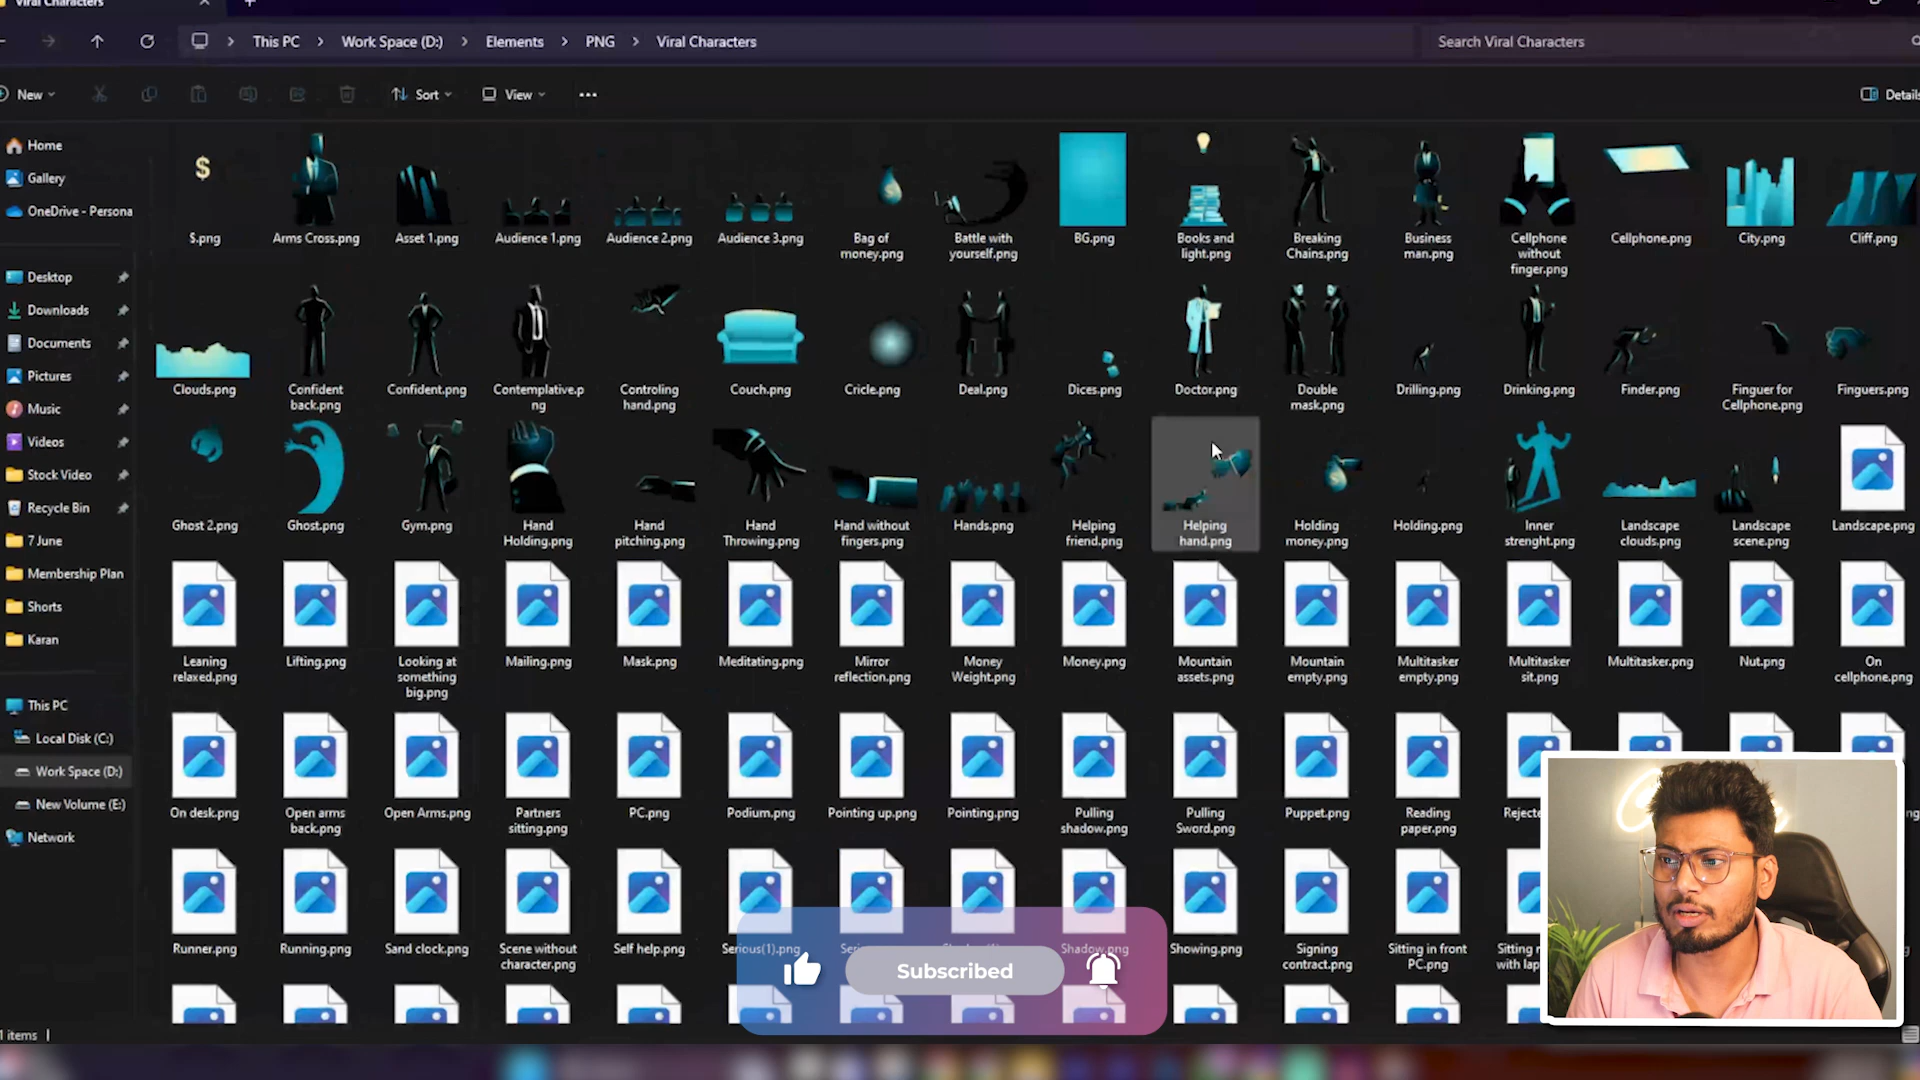 Viral Characters
This PC > Work Space (D:) > Elements > PNG > Viral Characters
Search Viral Characters
New
Sort
View
Details
Home
Gallery
OneDrive - Persona
Desktop
Downloads
Documents
Pictures
Music
Videos
Stock Video
Recycle Bin
7 June
Membership Plan
Shorts
Karan
This PC
Local Disk (C:)
Work Space (D:)
New Volume (E:)
Network
$
$.png
Arms Cross.png
Asset 1.png
Audience 1.png
Audience 2.png
Audience 3.png
Bag of
money.png
Battle with
yourself.png
BG.png
Books and
light.png
Breaking
Chains.png
Business
man.png
Cellphone
without
finger.png
Cellphone.png
City.png
Cliff.png
Clouds.png
Confident
back.png
Confident.png
Contemplative.p
ng
Controling
hand.png
Couch.png
Cricle.png
Deal.png
Dices.png
Doctor.png
Double
mask.png
Drilling.png
Drinking.png
Finder.png
Finguer for
Cellphone.png
Finguers.png
Ghost 2.png
Ghost.png
Gym.png
Hand
Holding.png
Hand
pitching.png
Hand
Throwing.png
Hand without
fingers.png
Hands.png
Helping
friend.png
Helping
hand.png
Holding
money.png
Holding.png
Inner
strenght.png
Landscape
clouds.png
Landscape
scene.png
Landscape.png
Leaning
relaxed.png
Lifting.png
Looking at
something
big.png
Mailing.png
Mask.png
Meditating.png
Mirror
reflection.png
Money
Weight.png
Money.png
Mountain
assets.png
Mountain
empty.png
Multitasker
empty.png
Multitasker
sit.png
Multitasker.png
Nut.png
On
cellphone.png
On desk.png
Open arms
back.png
Open Arms.png
Partners
sitting.png
PC.png
Podium.png
Pointing up.png
Pointing.png
Pulling
shadow.png
Pulling
Sword.png
Puppet.png
Reading
paper.png
Rejecte
Runner.png
Running.png
Sand clock.png
Scene without
character.png
Self help.png
Serious(1).png
Shadow.png
Showing.png
Signing
contract.png
Sitting in front
PC.png
Sitting
with lap
Subscribed
items